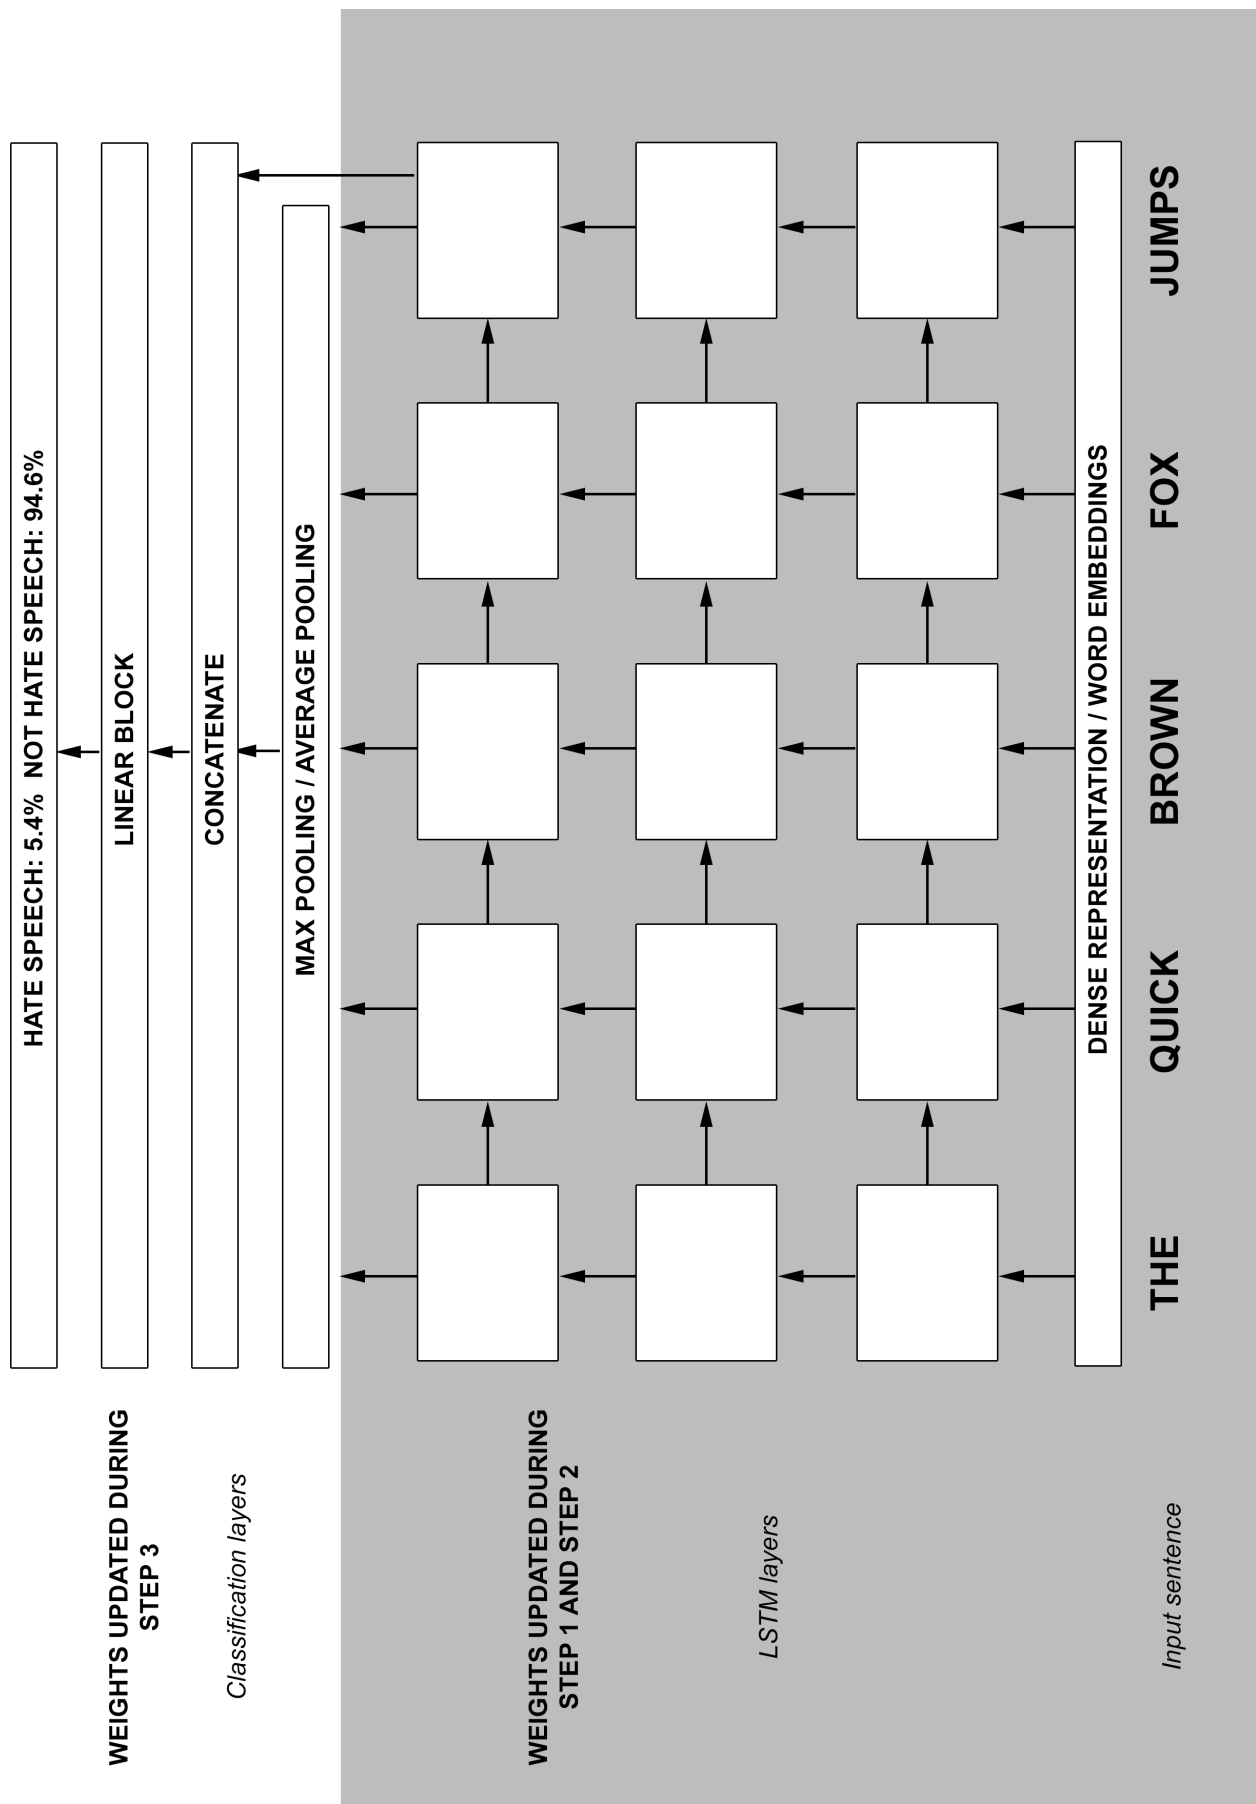 HATE SPEECH: 5.4%  NOT HATE SPEECH: 94.6%
LINEAR BLOCK
CONCATENATE
MAX POOLING / AVERAGE POOLING
WEIGHTS UPDATED DURING
STEP 3
Classification layers
WEIGHTS UPDATED DURING
STEP 1 AND STEP 2
LSTM layers
DENSE REPRESENTATION / WORD EMBEDDINGS
Input sentence
THE QUICK BROWN FOX JUMPS